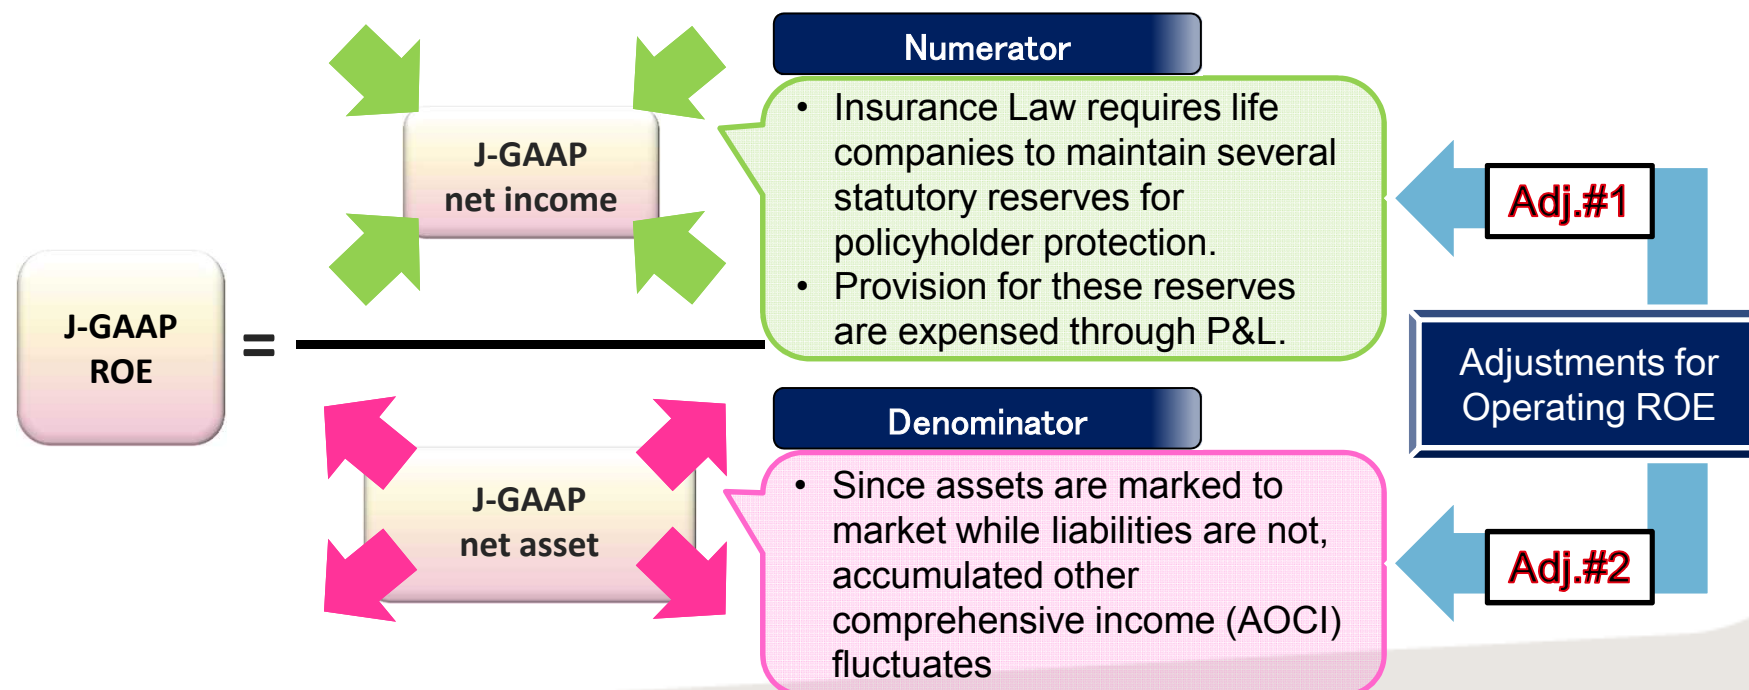 J-GAAP
ROE
=
J-GAAP
net income
J-GAAP
net asset
Numerator
• Insurance Law requires life
companies to maintain several
statutory reserves for
policyholder protection.
• Provision for these reserves
are expensed through P&L.
Denominator
• Since assets are marked to
market while liabilities are not,
accumulated other
comprehensive income (AOCI)
fluctuates
Adj.#1
Adjustments for
Operating ROE
Adj.#2